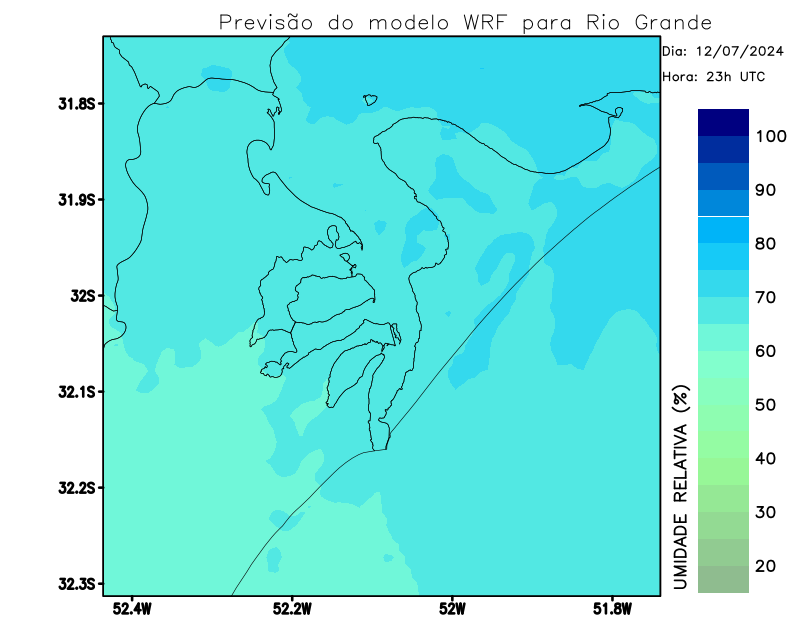 Previsão do modelo WRF para Rio Grande
Dia: 12/07/2024
Hora: 23h UTC
31.8S
31.9S
32S
32.1S
32.2S
32.3S
52.4W
52.2W
52W
51.8W
100
90
80
70
60
50
40
30
20
UMIDADE RELATIVA (%)